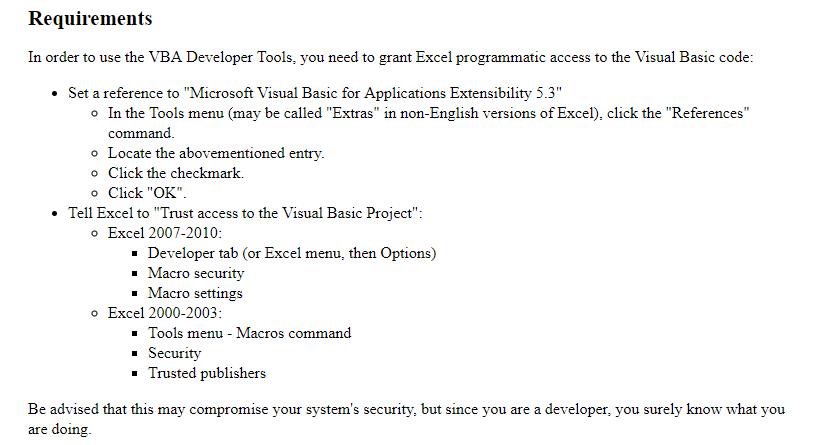 Requirements
In order to use the VBA Developer Tools, you need to grant Excel programmatic access to the Visual Basic code:
Set a reference to "Microsoft Visual Basic for Applications Extensibility 5.3"
In the Tools menu (may be called "Extras" in non-English versions of Excel), click the "References"
command.
Locate the abovementioned entry.
Click the checkmark.
Click "OK".
Tell Excel to "Trust access to the Visual Basic Project":
Excel 2007-2010:
Developer tab (or Excel menu, then Options)
Macro security
Macro settings
Excel 2000-2003:
Tools menu - Macros command
Security
Trusted publishers
Be advised that this may compromise your system's security, but since you are a developer, you surely know what you
are doing.